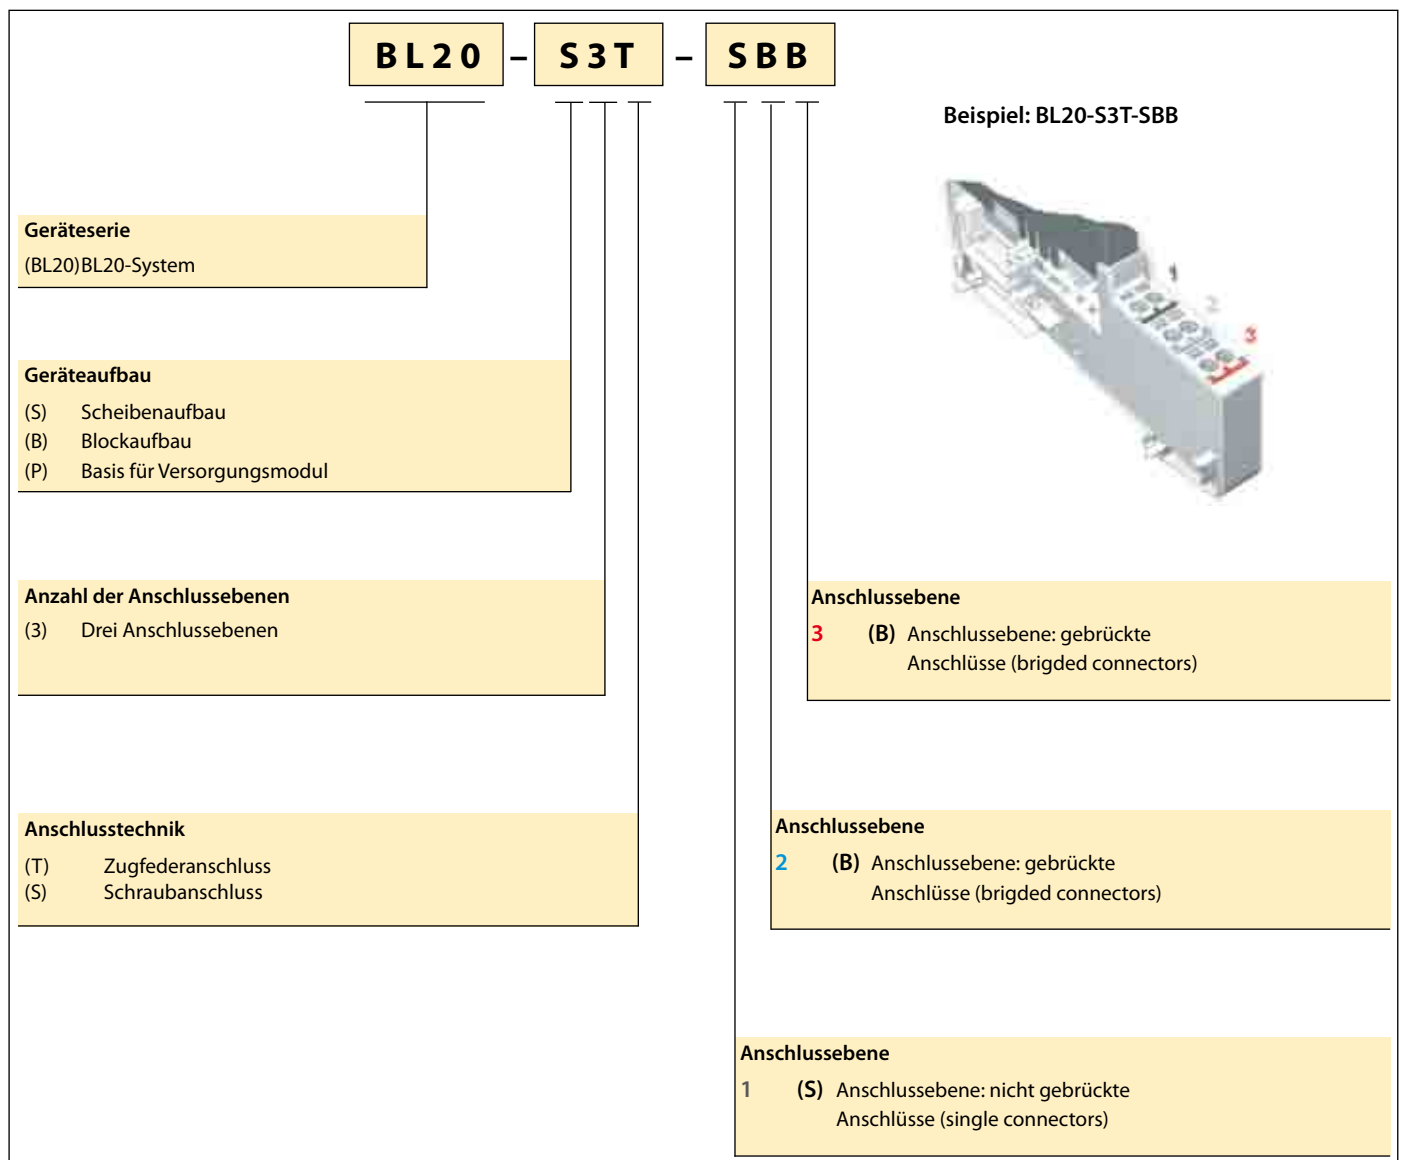 BL20 – S3T – SBB
Beispiel: BL20-S3T-SBB
1
2
3
Geräteserie
(BL20)BL20-System
Geräteaufbau
(S) Scheibenaufbau
(B) Blockaufbau
(P) Basis für Versorgungsmodul
Anzahl der Anschlussebenen
(3) Drei Anschlussebenen
Anschlussebene
3 (B) Anschlussebene: gebrückte
Anschlüsse (brigded connectors)
Anschlusstechnik
(T) Zugfederanschluss
(S) Schraubanschluss
Anschlussebene
2 (B) Anschlussebene: gebrückte
Anschlüsse (brigded connectors)
Anschlussebene
1 (S) Anschlussebene: nicht gebrückte
Anschlüsse (single connectors)